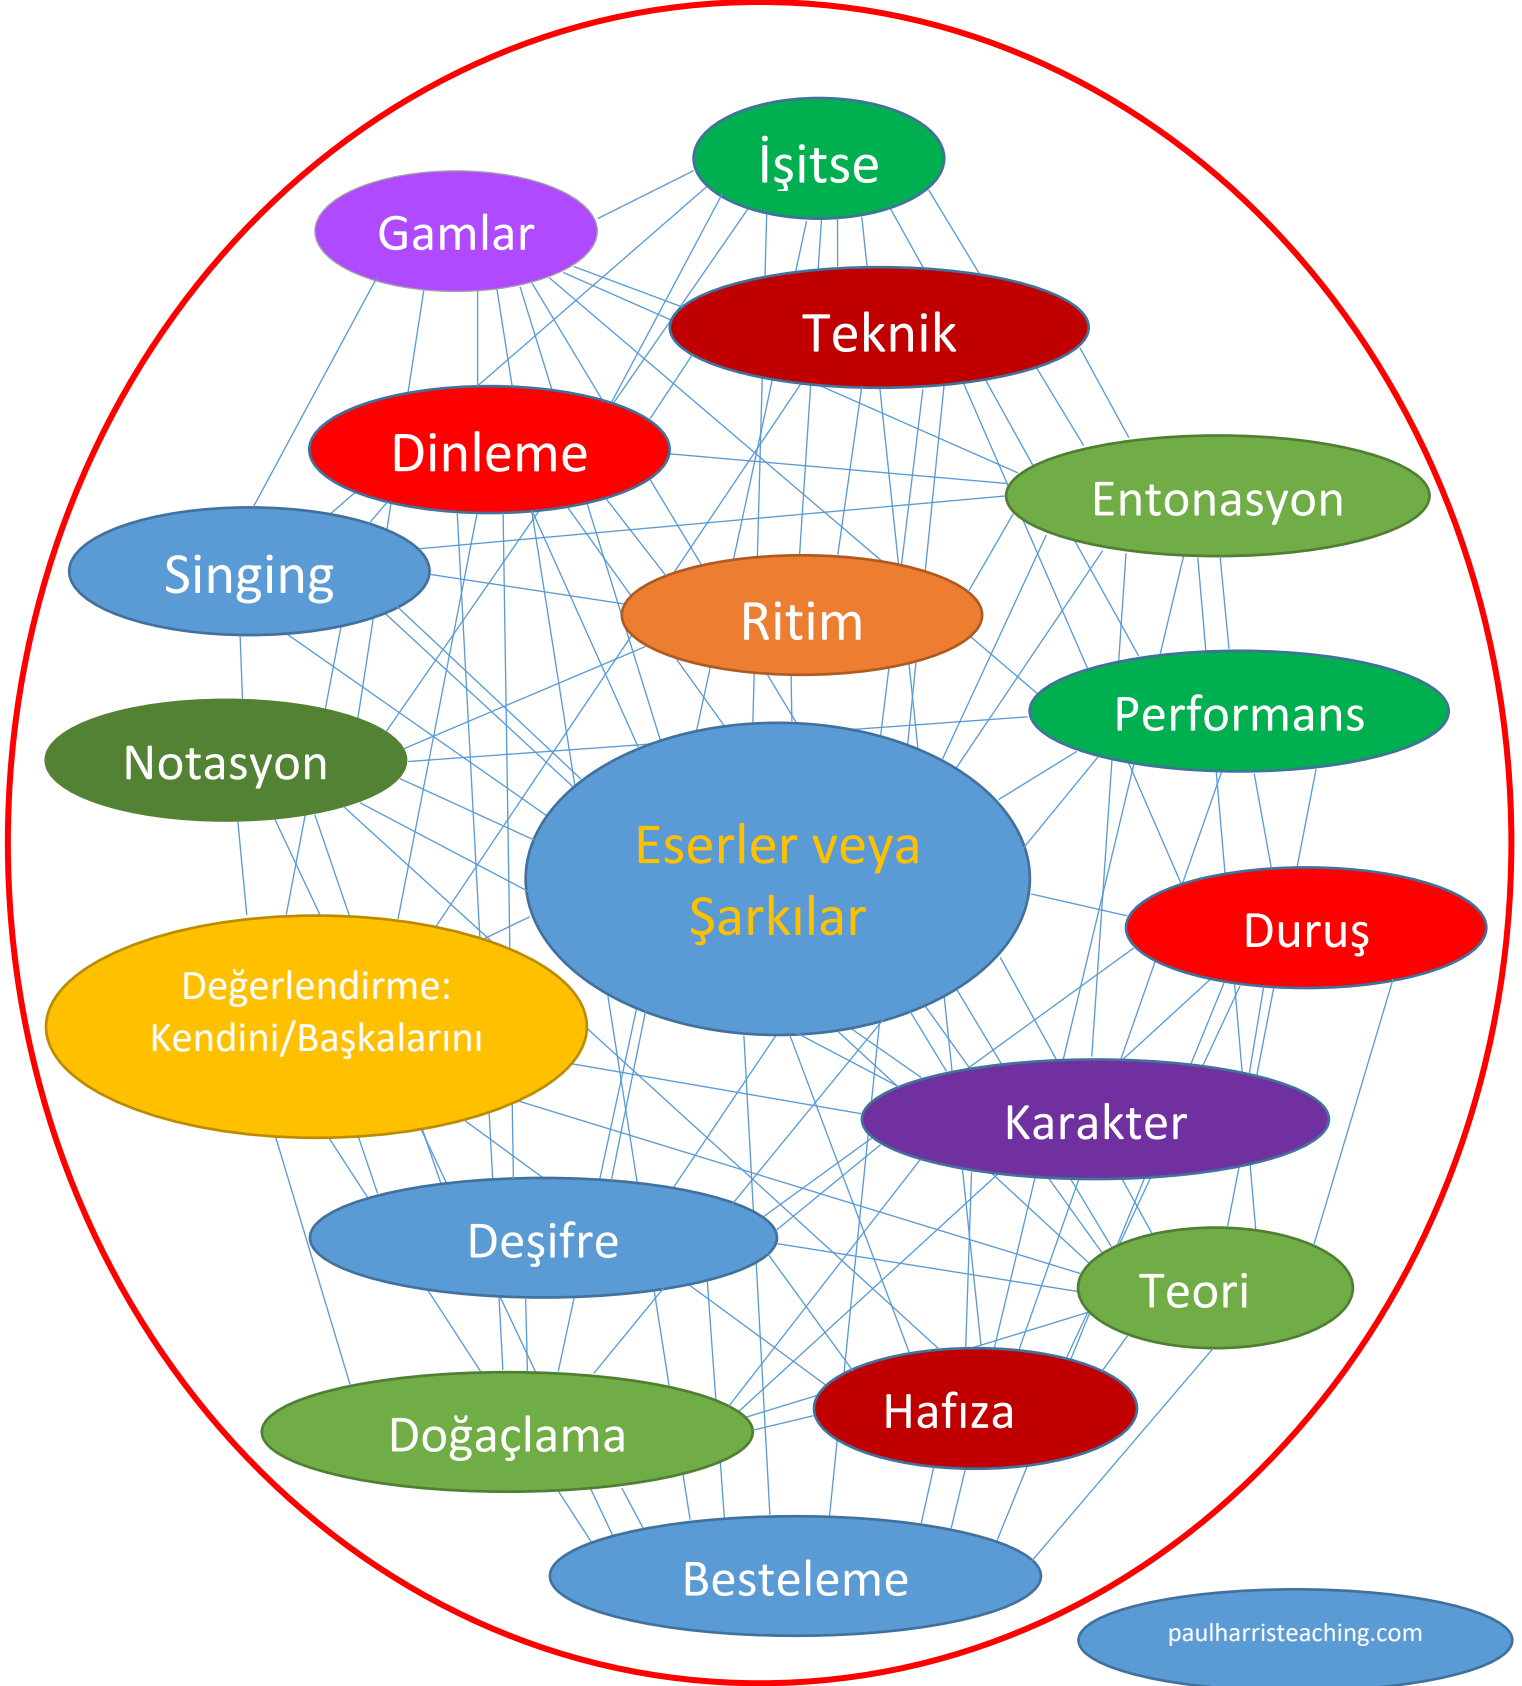 İşitse
Gamlar
Teknik
Dinleme
Entonasyon
Singing
Ritim
Performans
Notasyon
Eserler veya
Şarkılar
Duruş
Değerlendirme:
Kendini/Başkalarını
Karakter
Deşifre
Teori
Hafıza
Doğaçlama
Besteleme
paulharristeaching.com